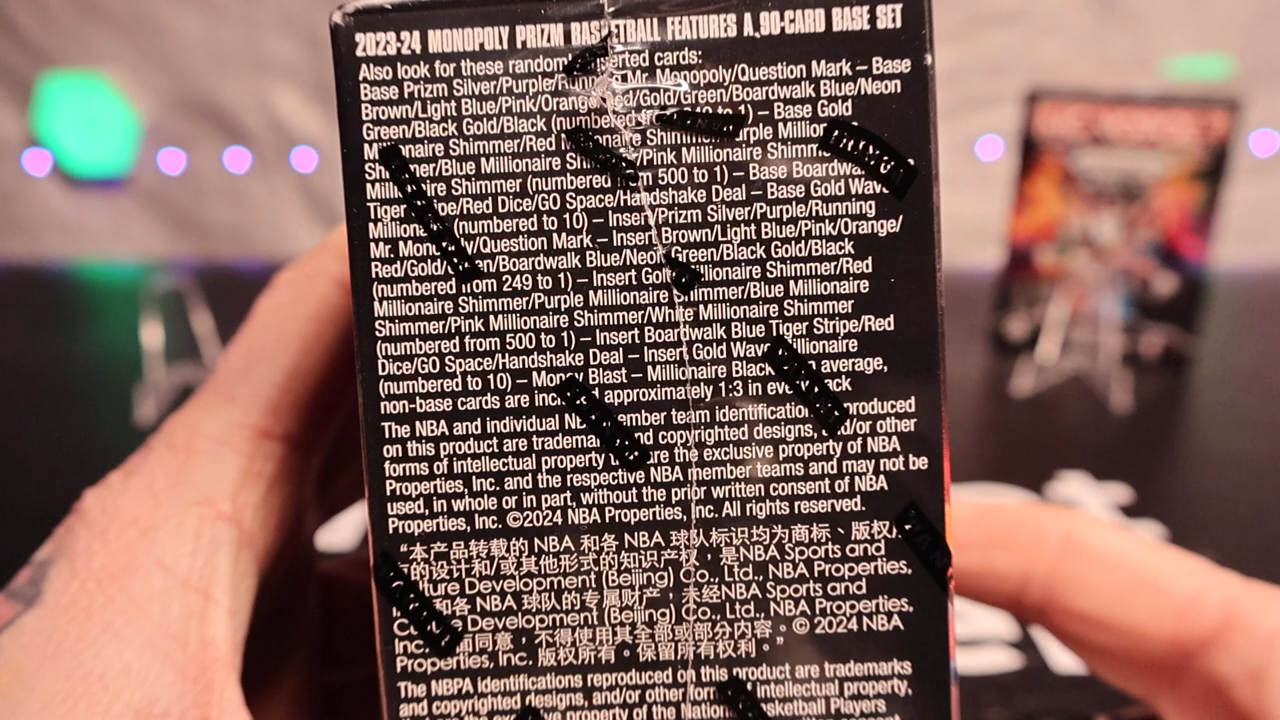 2023-24 MONOPOLY PRIZM BASKETBALL FEATURES A 90-CARD BASE SET
Also look for these randomly inserted cards:
Base Prizm Silver/Purple/Running Mr. Monopoly/Question Mark – Base
Brown/Light Blue/Pink/Orange/Red/Gold/Green/Boardwalk Blue/Neon
Green/Black Gold/Black (numbered from 249 to 1) – Base Gold
Millionaire Shimmer/Red Millionaire Shimmer/Purple Millionaire
Shimmer/Blue Millionaire Shimmer/Pink Millionaire Shimmer/
Millionaire Shimmer (numbered from 500 to 1) – Base Boardwalk
Tiger Stripe/Red Dice/GO Space/Handshake Deal – Base Gold Wave
Millionaire (numbered to 10) – Insert Prizm Silver/Purple/Running
Mr. Monopoly/Question Mark – Insert Brown/Light Blue/Pink/Orange/
Red/Gold/Green/Boardwalk Blue/Neon Green/Black Gold/Black
(numbered from 249 to 1) – Insert Gold Millionaire Shimmer/Red
Millionaire Shimmer/Purple Millionaire Shimmer/Blue Millionaire
Shimmer/Pink Millionaire Shimmer/White Millionaire Shimmer
(numbered from 500 to 1) – Insert Boardwalk Blue Tiger Stripe/Red
Dice/GO Space/Handshake Deal – Insert Gold Wave Millionaire
(numbered to 10) – Money Blast – Millionaire Black. On average,
non-base cards are included approximately 1:3 in every pack
The NBA and individual NBA member team identifications reproduced
on this product are trademarks and copyrighted designs, and/or other
forms of intellectual property that are the exclusive property of NBA
Properties, Inc. and the respective NBA member teams and may not be
used, in whole or in part, without the prior written consent of NBA
Properties, Inc. ©2024 NBA Properties, Inc. All rights reserved.
“本产品转载的 NBA 和各 NBA 球队标识均为商标、版权
的设计和/或其他形式的知识产权，是NBA Sports and
Culture Development (Beijing) Co., Ltd., NBA Properties,
和各 NBA 球队的专属财产，未经NBA Sports and
Culture Development (Beijing) Co., Ltd., NBA Properties,
Inc. 面同意，不得使用其全部或部分内容。© 2024 NBA
Properties, Inc. 版权所有。保留所有权利。”
The NBPA identifications reproduced on this product are trademarks
and copyrighted designs, and/or other forms of intellectual property,
that are the exclusive property of the National Basketball Players